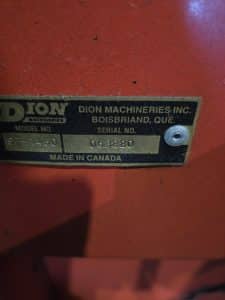 DION DION MACHINERIES INC.
BOISBRIAND, QUE.
MODEL NO. SERIAL NO.
MADE IN CANADA